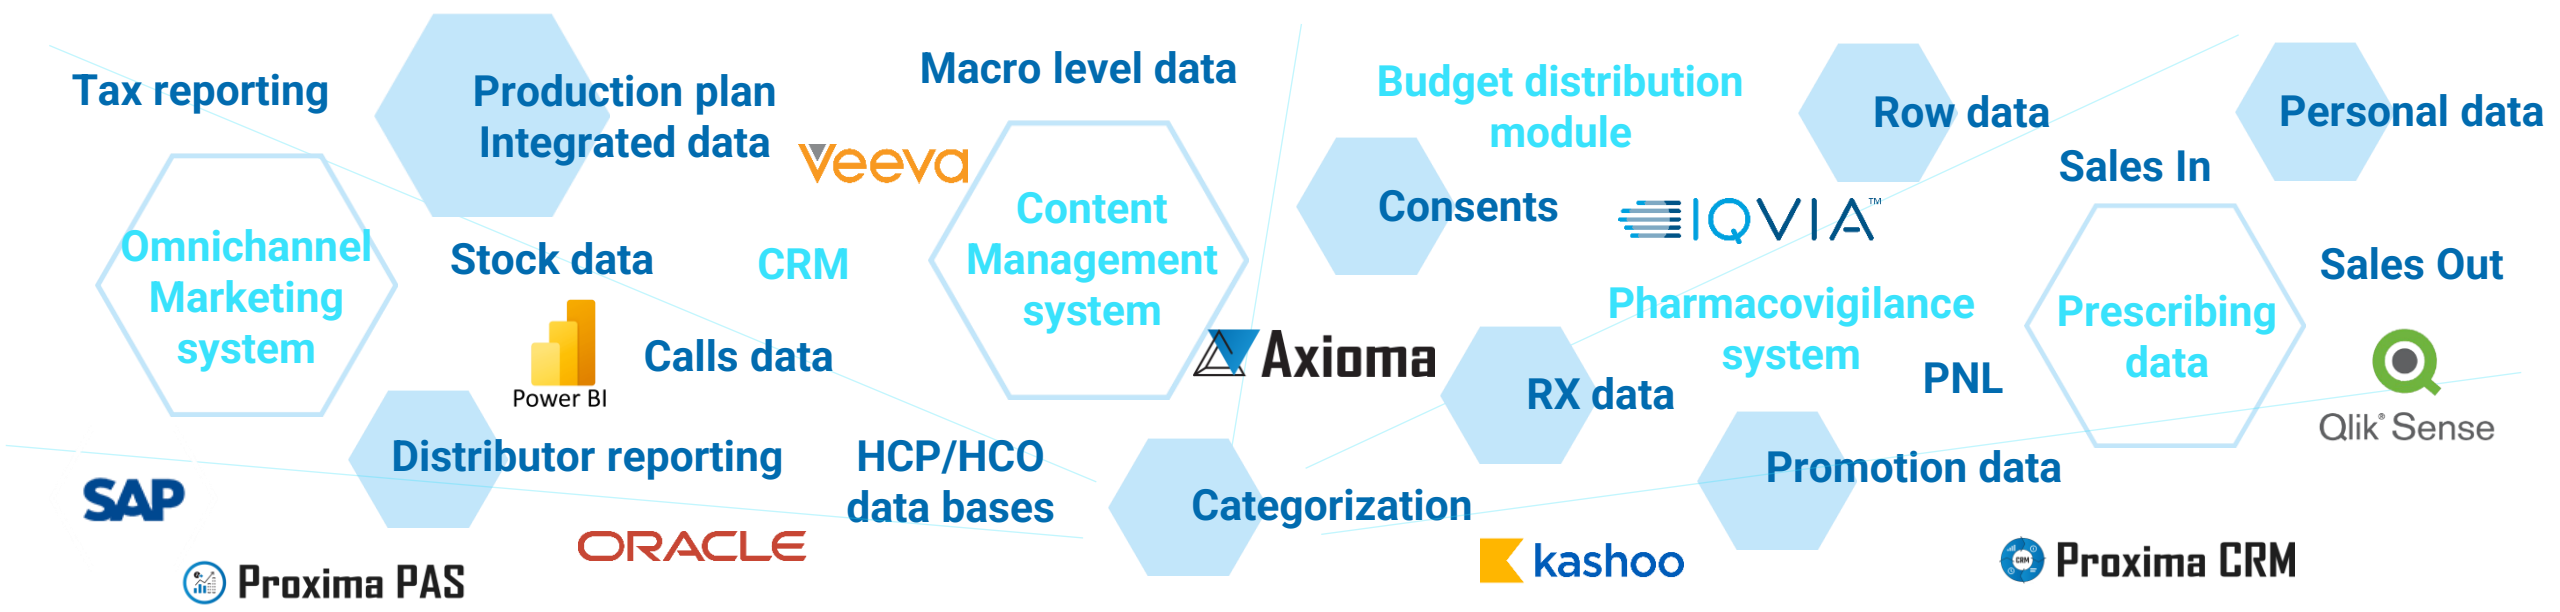 Tax reporting
Production plan
Integrated data
Macro level data
Budget distribution
module
Row data
Personal data
Veeva
Sales In
Omnichannel
Marketing
system
Stock data
CRM
Content
Management
system
Consents
IQVIA™
Sales Out
Power BI
Calls data
Axioma
Pharmacovigilance
system
RX data
PNL
Prescribing
data
Qlik® Sense
Distributor reporting
HCP/HCO
data bases
Categorization
Promotion data
SAP
Proxima PAS
ORACLE
kashoo
CRM
Proxima CRM